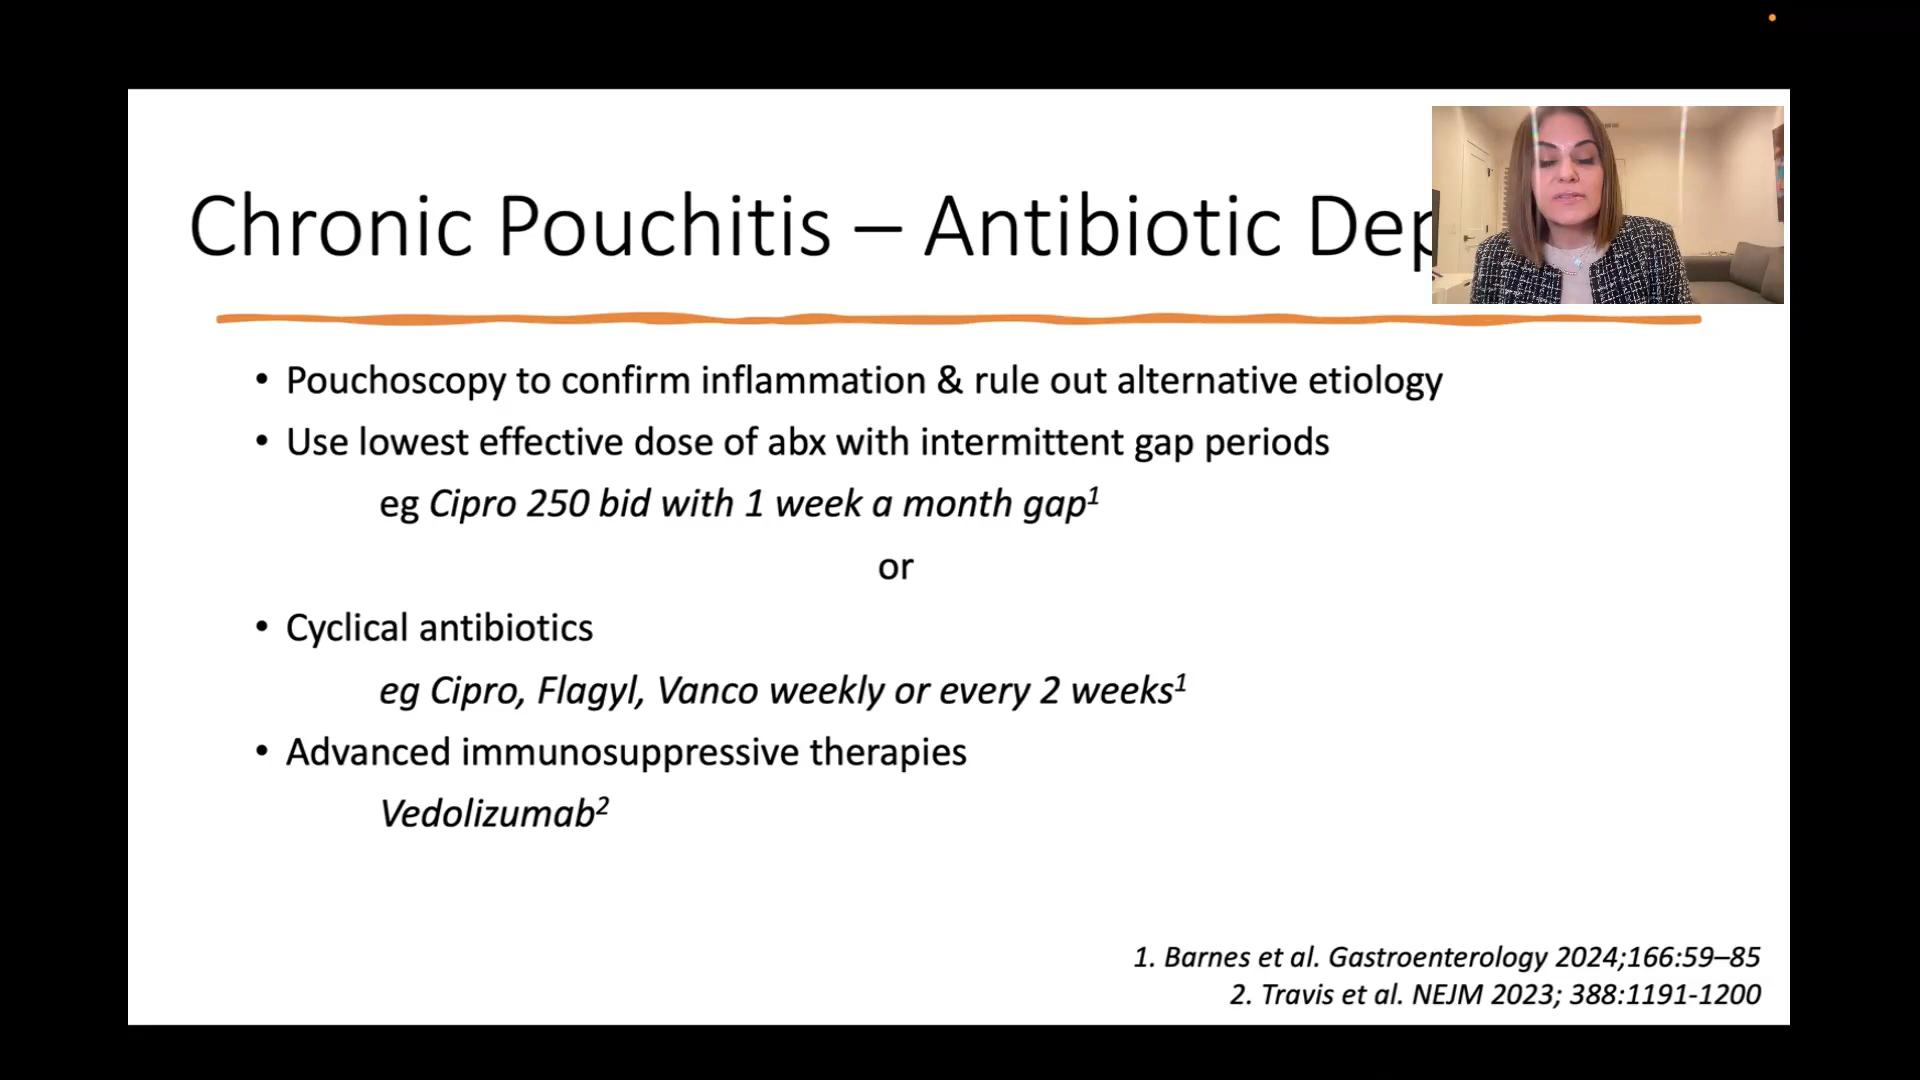 Chronic Pouchitis – Antibiotic
• Pouchoscopy to confirm inflammation & rule out alternative etiology
• Use lowest effective dose of abx with intermittent gap periods
eg Cipro 250 bid with 1 week a month gap¹
or
• Cyclical antibiotics
eg Cipro, Flagyl, Vanco weekly or every 2 weeks¹
• Advanced immunosuppressive therapies
Vedolizumab²
1. Barnes et al. Gastroenterology 2024;166:59–85
2. Travis et al. NEJM 2023; 388:1191-1200